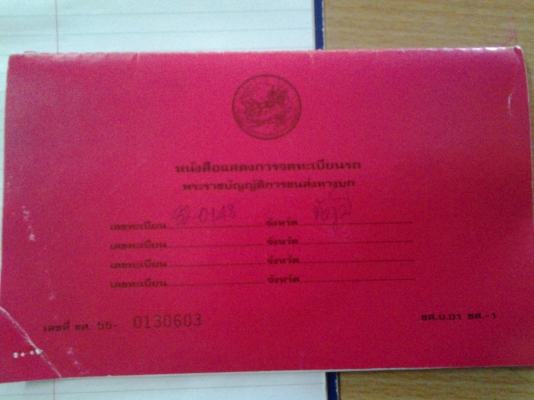 หนังสือแสดงการจดทะเบียนรถ
พระราชบัญญัติการขนส่งทางบก
เลขทะเบียน 0148 จังหวัด
เลขทะเบียน จังหวัด
เลขทะเบียน จังหวัด
เลขทะเบียน จังหวัด
เลขที่ ขส. 55- 0130603